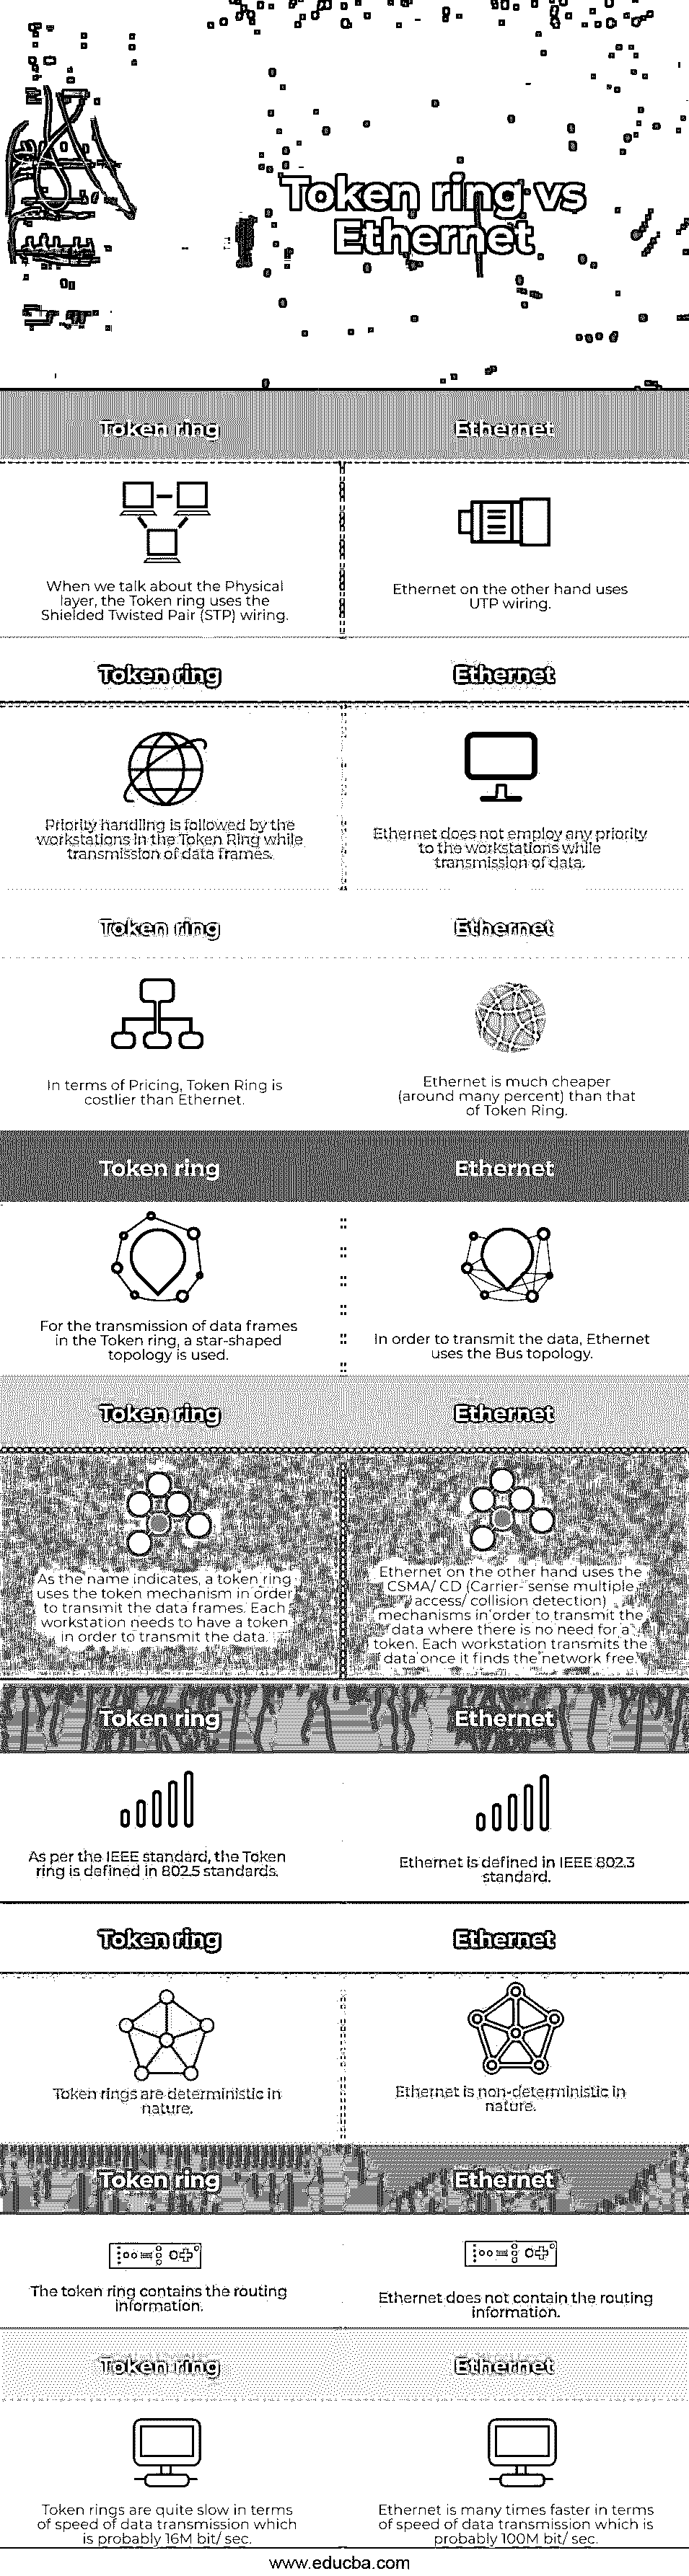 Token ring vs
Ethernet
Token ring
Ethernet
When we talk about the Physical
layer, the Token ring uses the
Shielded Twisted Pair (STP) wiring.
Ethernet on the other hand uses
UTP wiring.
Token ring
Ethernet
Priority handling is followed by the
workstations in the Token Ring while
transmission of data frames.
Ethernet does not employ any priority
to the workstations while
transmission of data.
Token ring
Ethernet
In terms of Pricing, Token Ring is
costlier than Ethernet.
Ethernet is much cheaper
(around many percent) than that
of Token Ring.
Token ring
Ethernet
For the transmission of data frames
in the Token ring, a star-shaped
topology is used.
In order to transmit the data, Ethernet
uses the Bus topology.
Token ring
Ethernet
As the name indicates, a token ring
uses the token mechanism in order
to transmit the data frames. Each
workstation needs to have a token
in order to transmit the data.
Ethernet on the other hand uses the
CSMA/ CD (Carrier- sense multiple
access/ collision detection)
mechanisms in order to transmit the
data where there is no need for a
token. Each workstation transmits the
data once it finds the network free.
Token ring
Ethernet
As per the IEEE standard, the Token
ring is defined in 802.5 standards.
Ethernet is defined in IEEE 802.3
standard.
Token ring
Ethernet
Token rings are deterministic in
nature.
Ethernet is non-deterministic in
nature.
Token ring
Ethernet
The token ring contains the routing
information.
Ethernet does not contain the routing
information.
Token ring
Ethernet
Token rings are quite slow in terms
of speed of data transmission which
is probably 16M bit/ sec.
Ethernet is many times faster in terms
of speed of data transmission which is
probably 100M bit/ sec.
www.educba.com